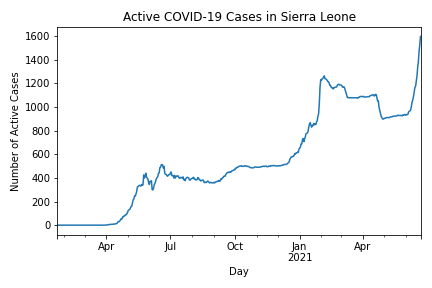 Active COVID-19 Cases in Sierra Leone
Number of Active Cases
1600
1400
1200
1000
800
600
400
200
0
Apr Jul Oct Jan Apr
2021
Day